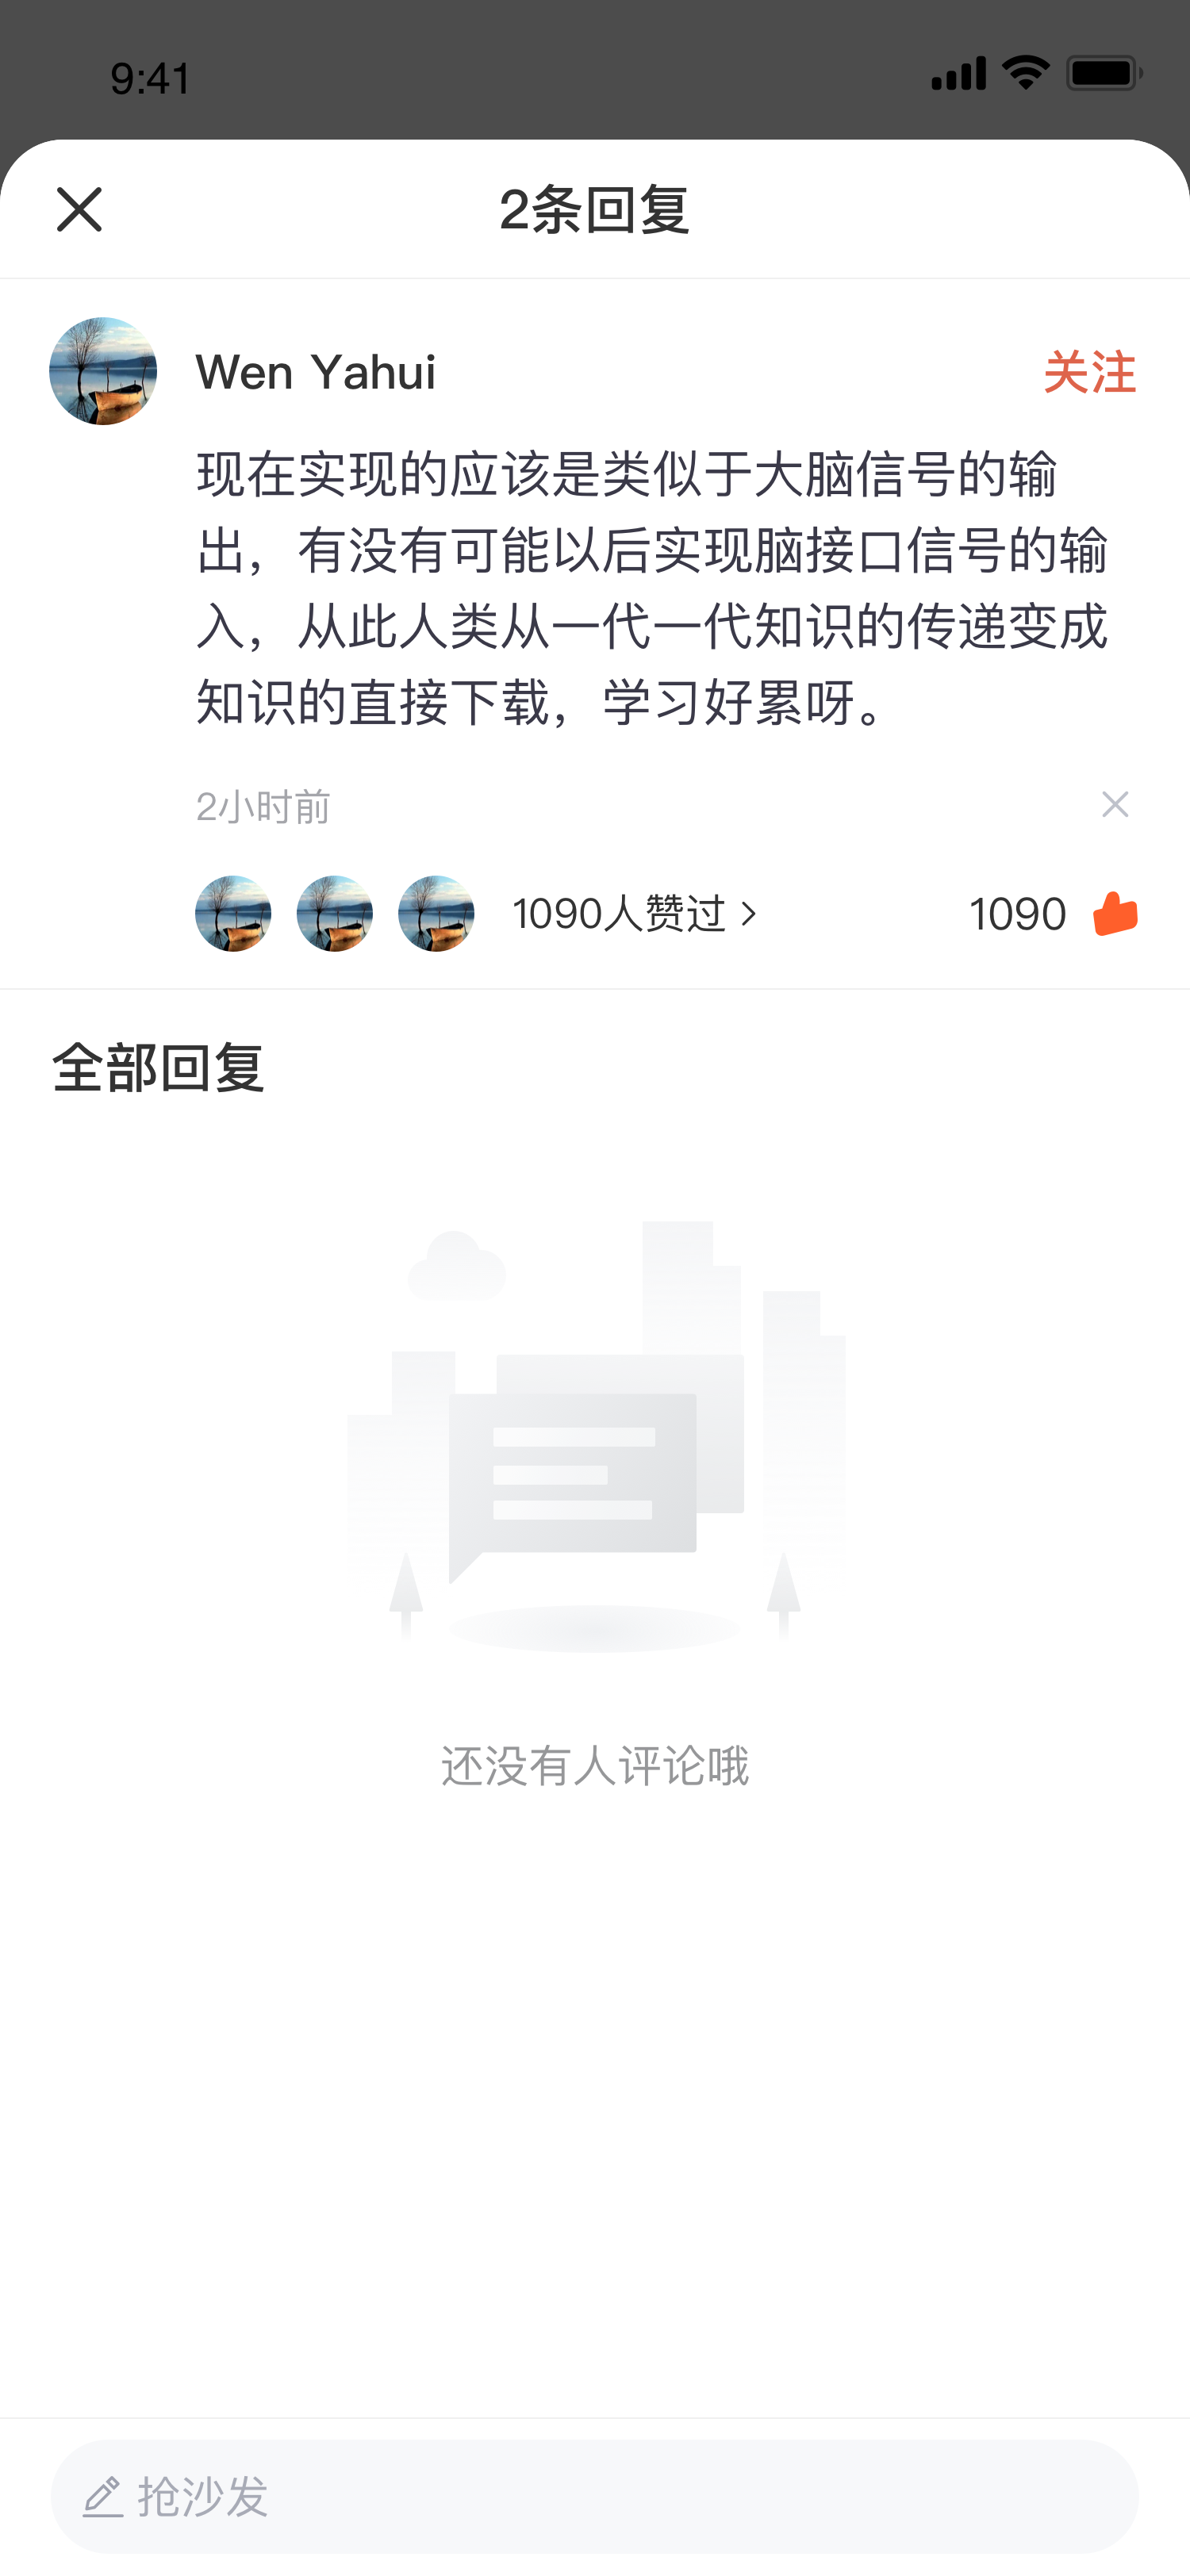 9:41
2条回复
Wen Yahui
关注
现在实现的应该是类似于大脑信号的输
出，有没有可能以后实现脑接口信号的输
入，从此人类从一代一代知识的传递变成
知识的直接下载，学习好累呀。
2小时前
1090人赞过
1090
全部回复
还没有人评论哦
抢沙发